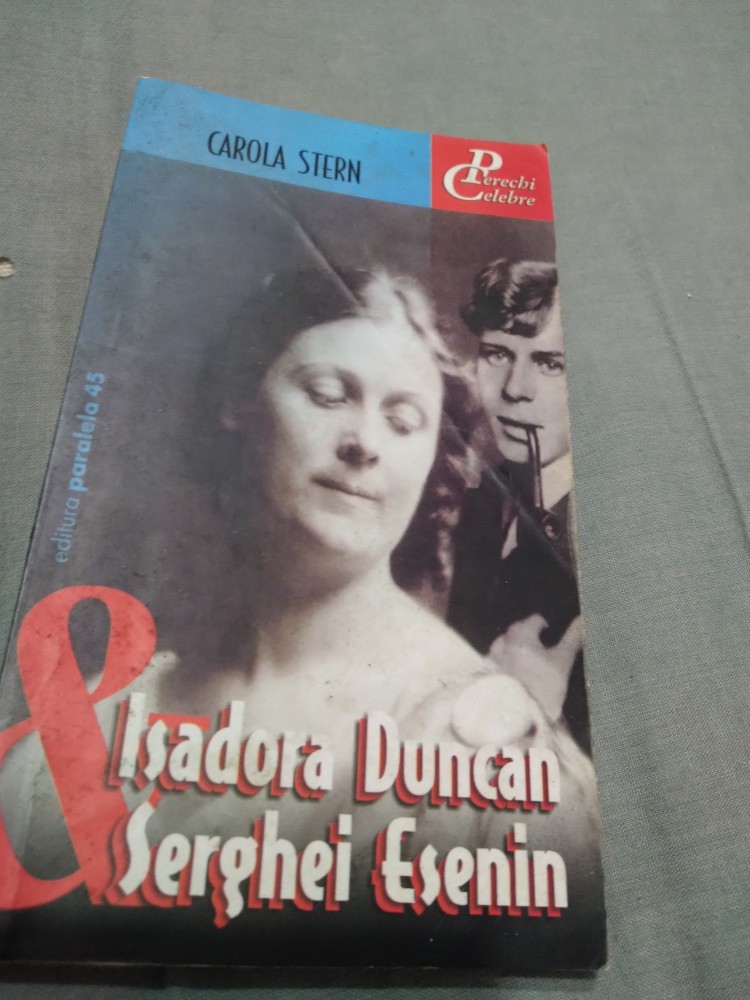 CAROLA STERN
Perechi
Celebre
editura paralela 45
&
Isadora Duncan
Serghei Esenin